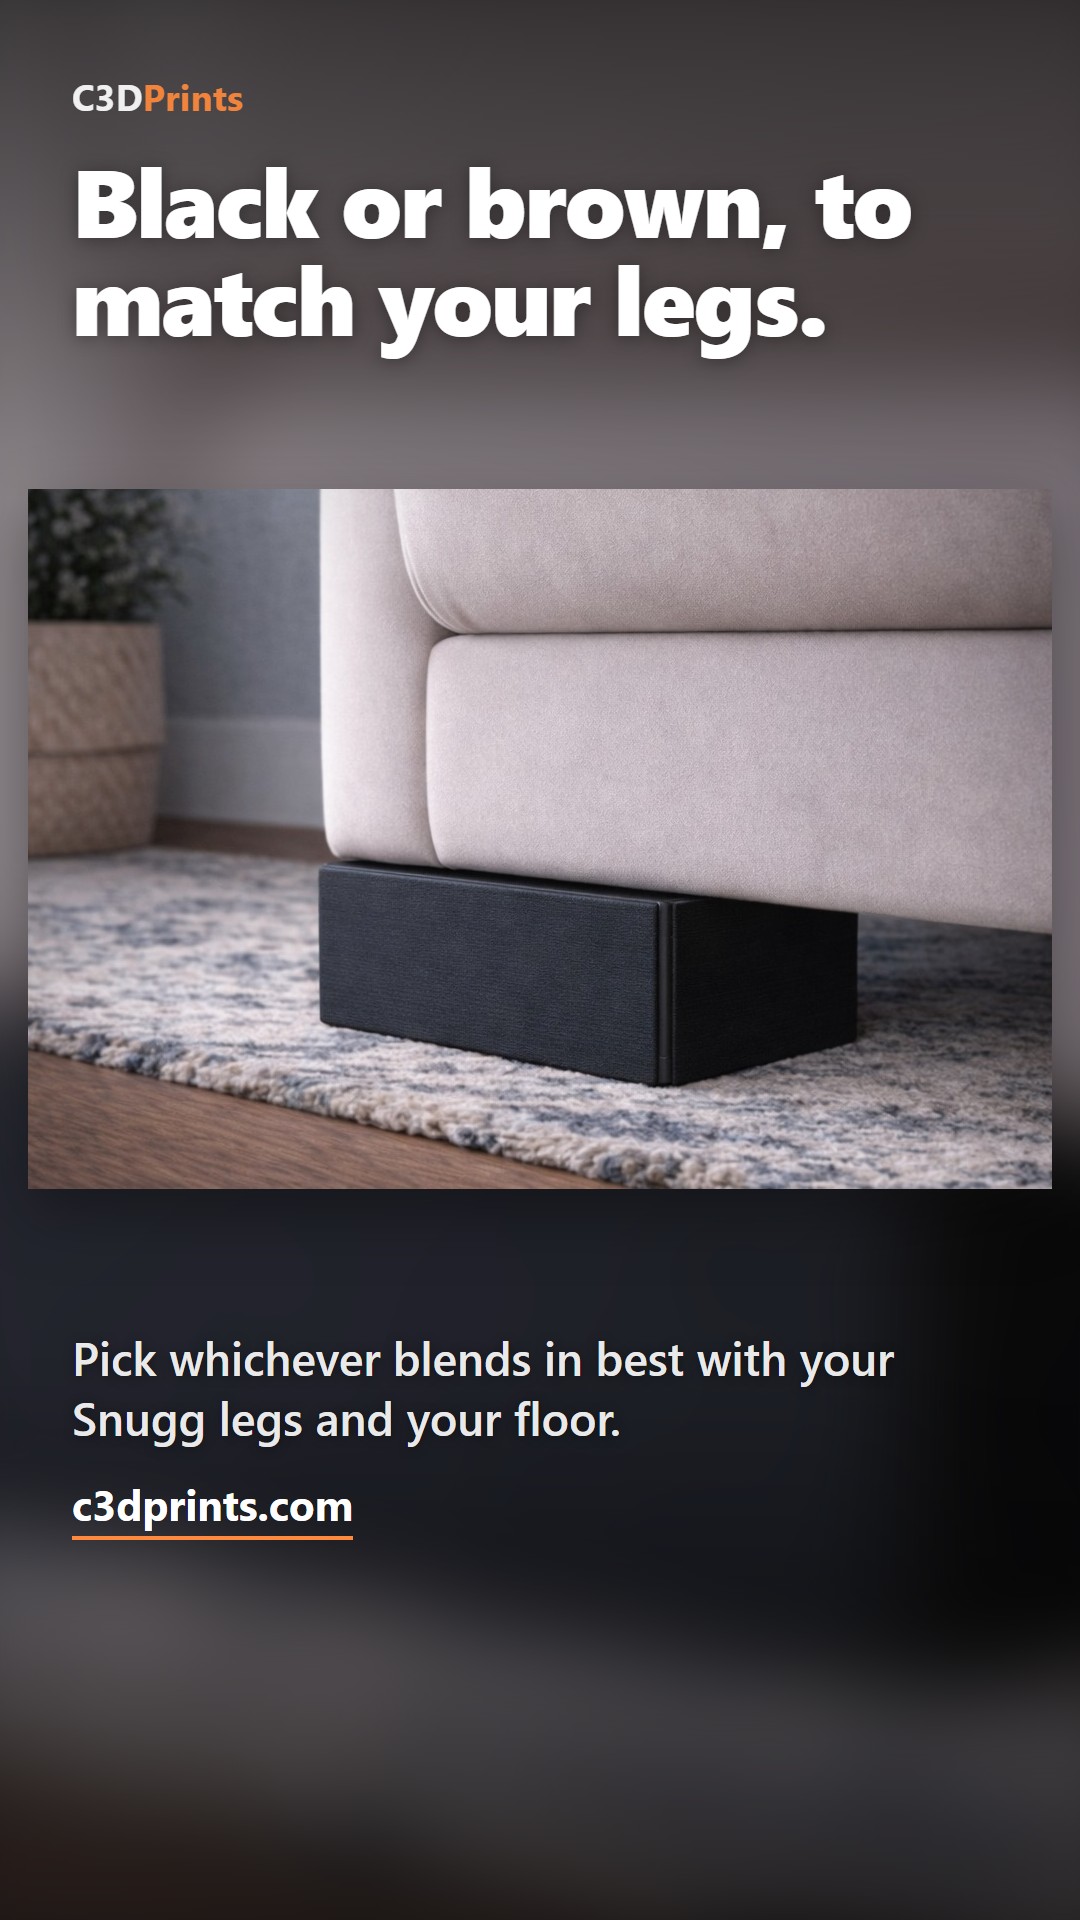 C3DPrints
Black or brown, to
match your legs.
Pick whichever blends in best with your
Snugg legs and your floor.
c3dprints.com